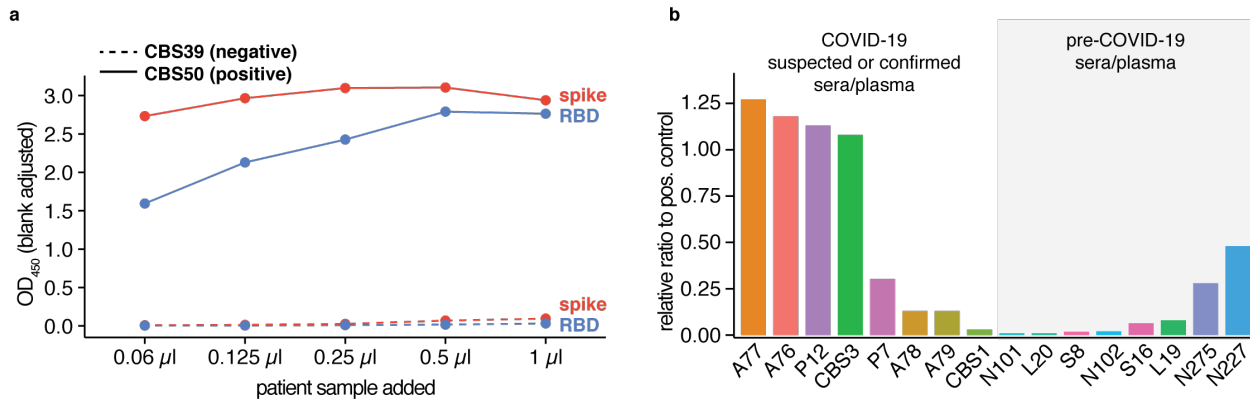 a
CBS39 (negative)
CBS50 (positive)
OD450 (blank adjusted)
3.0
2.5
2.0
1.5
1.0
0.5
0.0
spike
RBD
spike
RBD
0.06 µl
0.125 µl
0.25 µl
0.5 µl
1 µl
patient sample added
b
COVID-19
suspected or confirmed
sera/plasma
pre-COVID-19
sera/plasma
relative ratio to pos. control
1.25
1.00
0.75
0.50
0.25
0.00
A77
A76
P12
CBS3
P7
A78
A79
CBS1
N101
L20
S8
N102
S16
L19
N275
N227